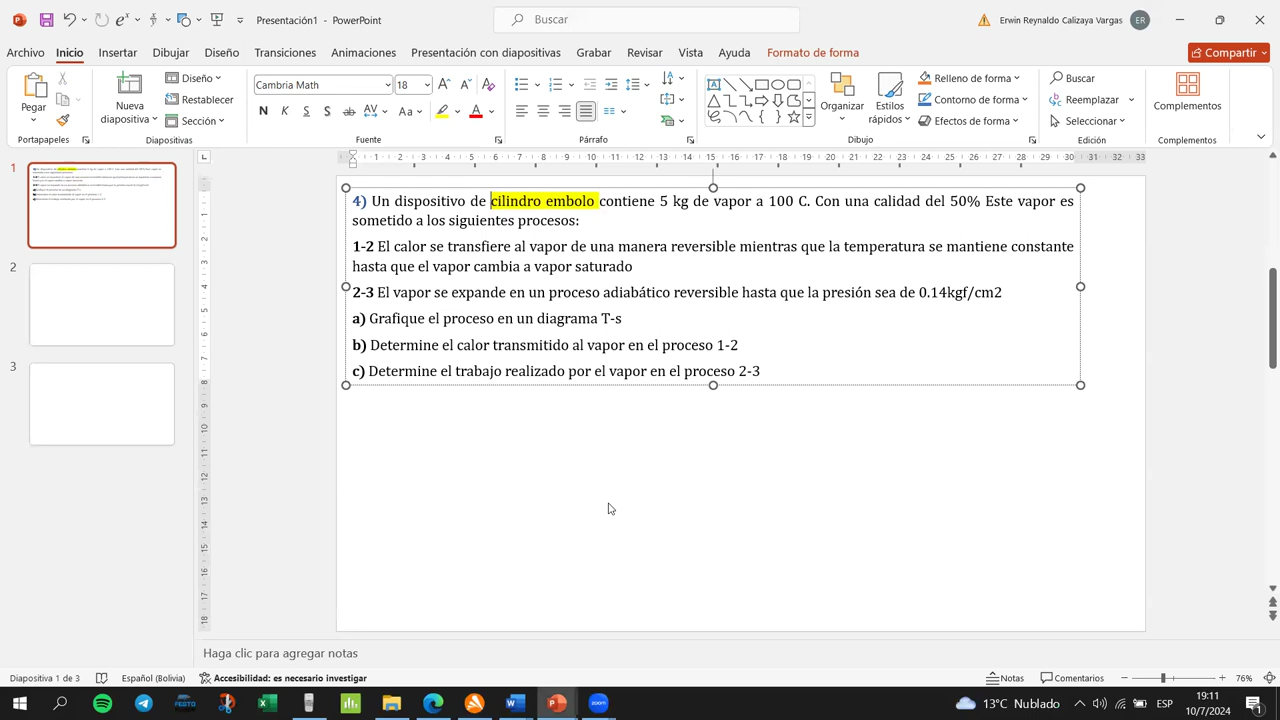 Presentación1 - PowerPoint
Buscar
Erwin Reynaldo Calizaya Vargas
ER
Archivo Inicio Insertar Dibujar Diseño Transiciones Animaciones Presentación con diapositivas Grabar Revisar Vista Ayuda Formato de forma
Compartir
Pegar
Nueva diapositiva
Diseño
Restablecer
Sección
Cambria Math 18
N K S S ab AV Aa A
Organizar
Estilos rápidos
Relleno de forma
Contorno de forma
Efectos de forma
Buscar
Reemplazar
Seleccionar
Complementos
Portapapeles Diapositivas Fuente Párrafo Dibujo Edición Complementos
1
2
3
4) Un dispositivo de cilindro embolo contiene 5 kg de vapor a 100 C. Con una calidad del 50% Este vapor es
sometido a los siguientes procesos:
1-2 El calor se transfiere al vapor de una manera reversible mientras que la temperatura se mantiene constante
hasta que el vapor cambia a vapor saturado
2-3 El vapor se expande en un proceso adiabático reversible hasta que la presión sea de 0.14kgf/cm2
a) Grafique el proceso en un diagrama T-s
b) Determine el calor transmitido al vapor en el proceso 1-2
c) Determine el trabajo realizado por el vapor en el proceso 2-3
Haga clic para agregar notas
Diapositiva 1 de 3 Español (Bolivia) Accesibilidad: es necesario investigar
Notas Comentarios 76%
FESTO
13°C Nublado ESP
19:11
10/7/2024
1